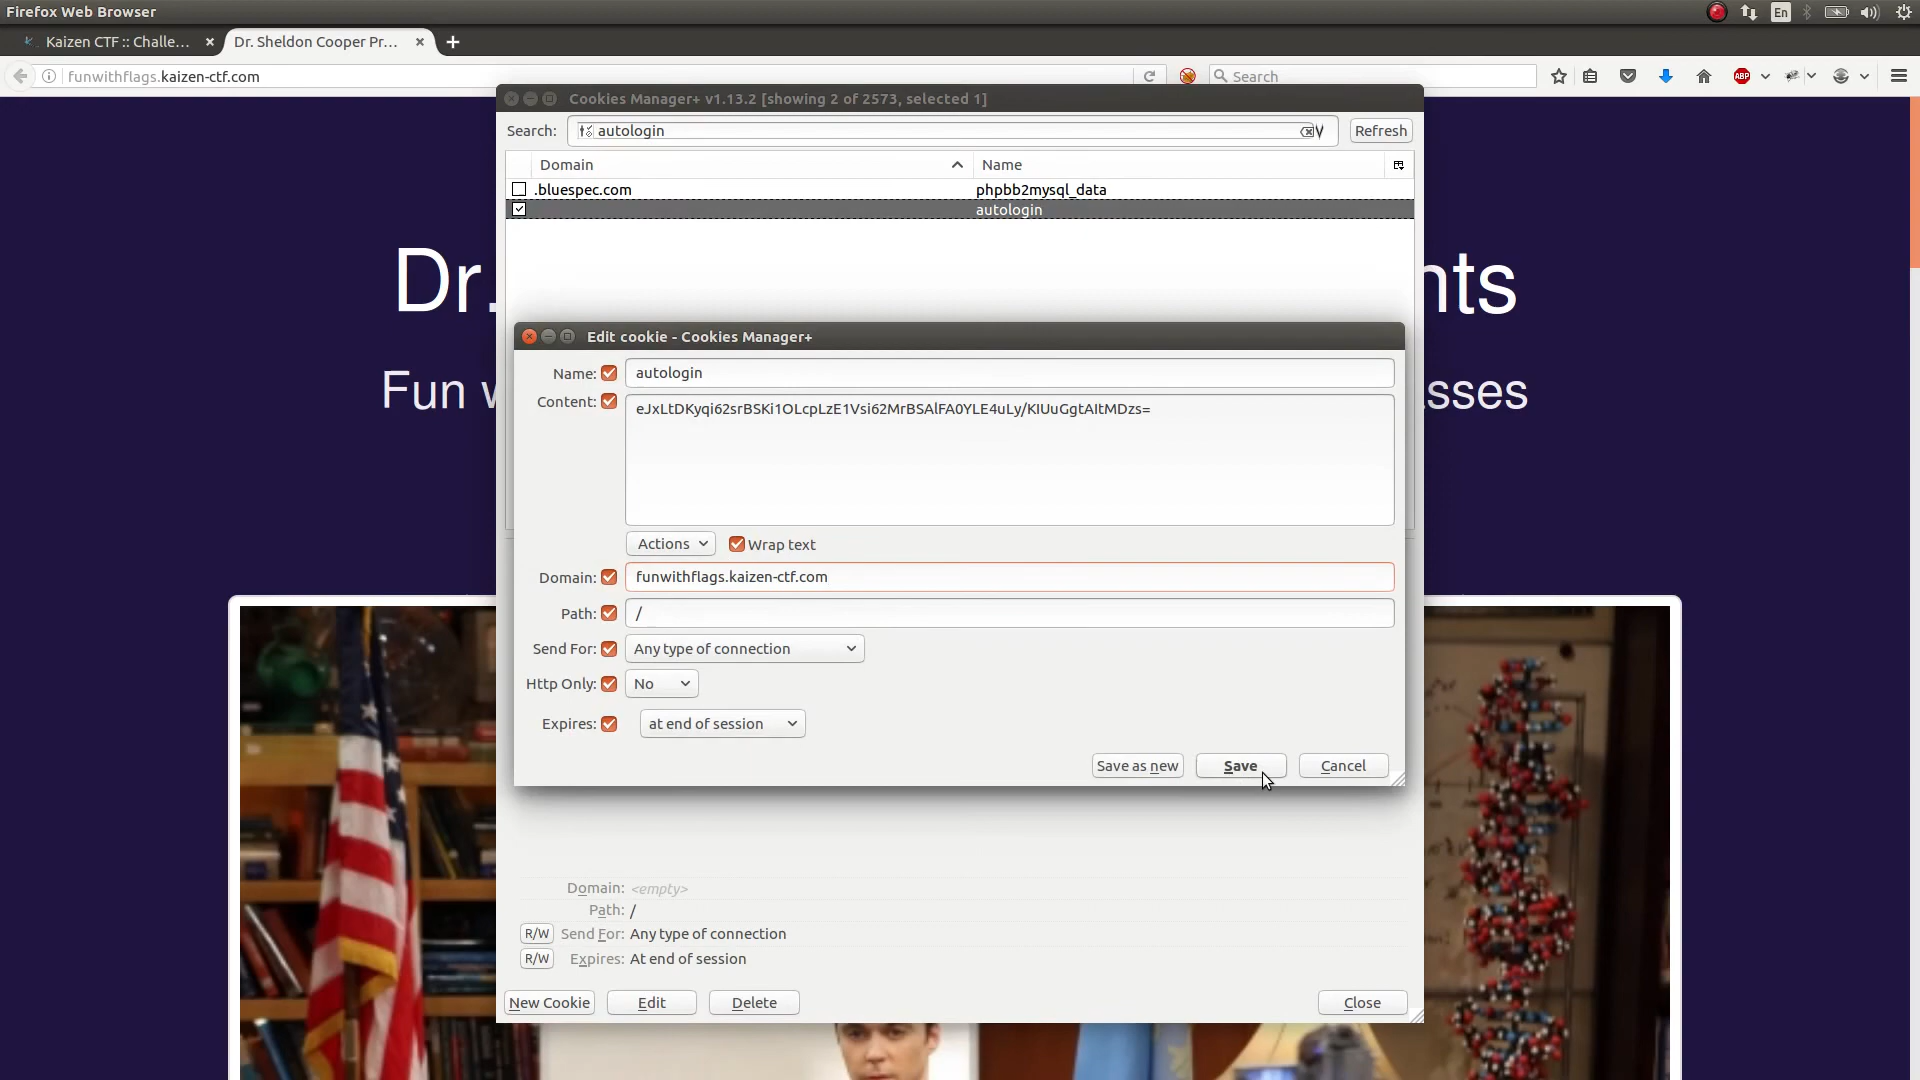 Firefox Web Browser
En
Kaizen CTF :: Challe...
Dr. Sheldon Cooper Pr...
funwithflags.kaizen-ctf.com
Search
ABP
Cookies Manager+ v1.13.2 [showing 2 of 2573, selected 1]
Search: autologin
Refresh
Domain Name
.bluespec.com phpbb2mysql_data
autologin
Dr. nts
Fun w sses
Edit cookie - Cookies Manager+
Name: autologin
Content: eJxLtDKyqi62srBSKi1OLcpLzE1Vsi62MrBSAlFA0YLE4uLy/KIUuGgtAItMDzs=
Actions Wrap text
Domain: funwithflags.kaizen-ctf.com
Path: /
Send For: Any type of connection
Http Only: No
Expires: at end of session
Save as new Save Cancel
Domain: <empty>
Path: /
R/W Send For: Any type of connection
R/W Expires: At end of session
New Cookie Edit Delete Close